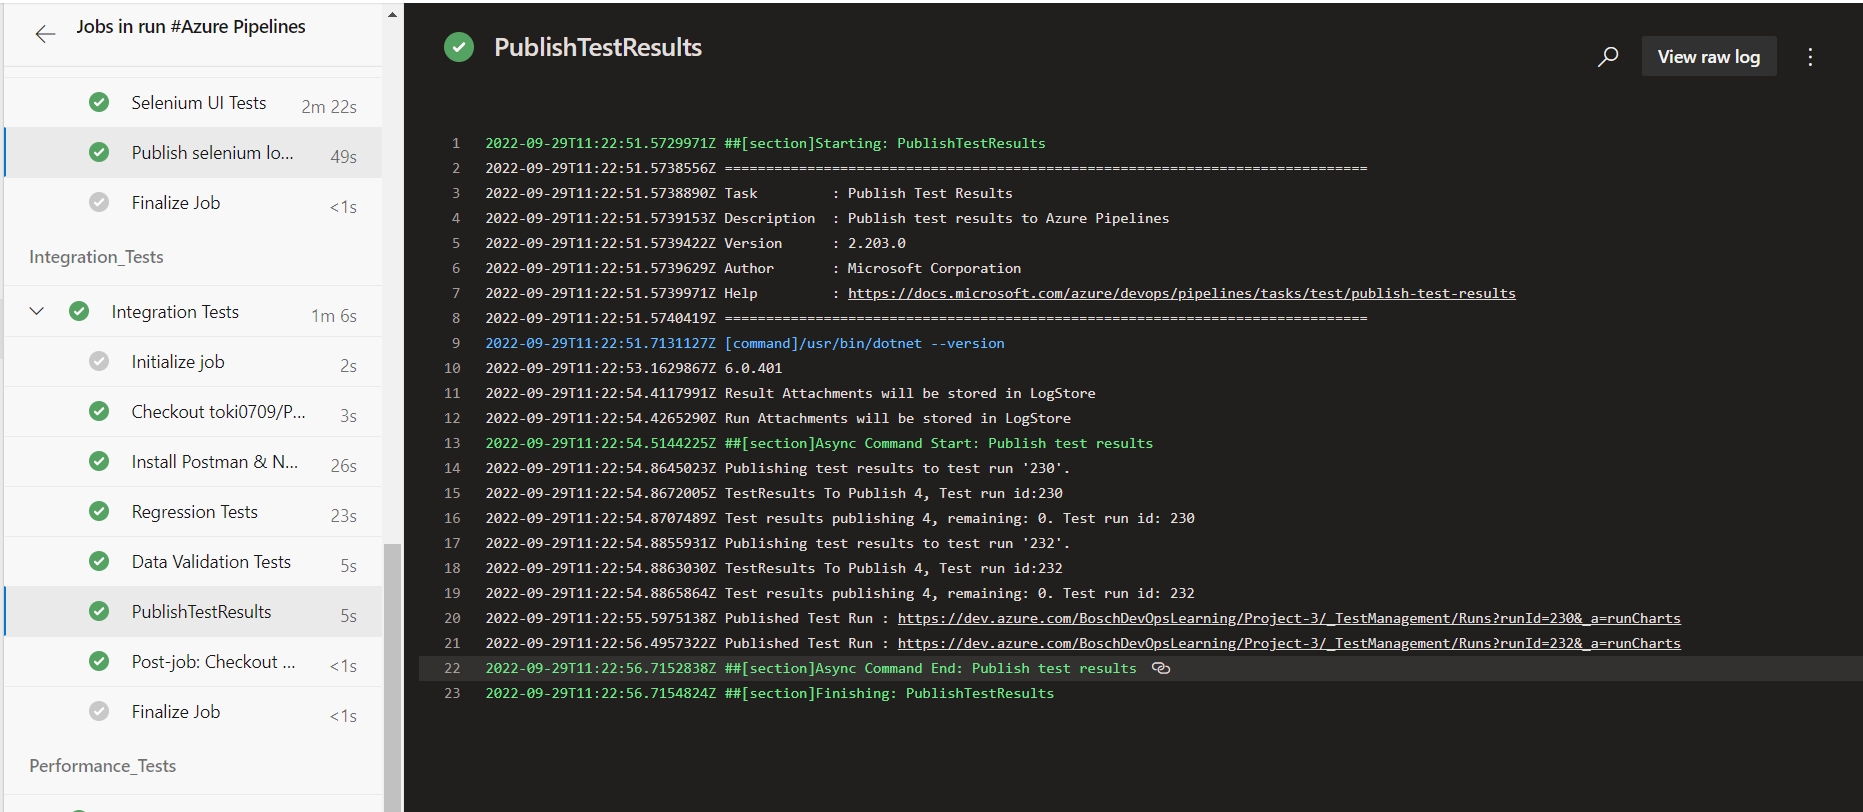 Jobs in run #Azure Pipelines
Selenium UI Tests 2m 22s
Publish selenium lo... 49s
Finalize Job <1s
Integration_Tests
Integration Tests 1m 6s
Initialize job 2s
Checkout toki0709/P... 3s
Install Postman & N... 26s
Regression Tests 23s
Data Validation Tests 5s
PublishTestResults 5s
Post-job: Checkout ... <1s
Finalize Job <1s
Performance_Tests
PublishTestResults
View raw log
1 2022-09-29T11:22:51.5729971Z ##[section]Starting: PublishTestResults
2 2022-09-29T11:22:51.5738556Z ==============================================================================
3 2022-09-29T11:22:51.5738890Z Task         : Publish Test Results
4 2022-09-29T11:22:51.5739153Z Description  : Publish test results to Azure Pipelines
5 2022-09-29T11:22:51.5739422Z Version      : 2.203.0
6 2022-09-29T11:22:51.5739629Z Author       : Microsoft Corporation
7 2022-09-29T11:22:51.5739971Z Help         : https://docs.microsoft.com/azure/devops/pipelines/tasks/test/publish-test-results
8 2022-09-29T11:22:51.5740419Z ==============================================================================
9 2022-09-29T11:22:51.7131127Z [command]/usr/bin/dotnet --version
10 2022-09-29T11:22:53.1629867Z 6.0.401
11 2022-09-29T11:22:54.4117991Z Result Attachments will be stored in LogStore
12 2022-09-29T11:22:54.4265290Z Run Attachments will be stored in LogStore
13 2022-09-29T11:22:54.5144225Z ##[section]Async Command Start: Publish test results
14 2022-09-29T11:22:54.8645023Z Publishing test results to test run '230'.
15 2022-09-29T11:22:54.8672005Z TestResults To Publish 4, Test run id:230
16 2022-09-29T11:22:54.8707489Z Test results publishing 4, remaining: 0. Test run id: 230
17 2022-09-29T11:22:54.8855931Z Publishing test results to test run '232'.
18 2022-09-29T11:22:54.8863030Z TestResults To Publish 4, Test run id:232
19 2022-09-29T11:22:54.8865864Z Test results publishing 4, remaining: 0. Test run id: 232
20 2022-09-29T11:22:55.5975138Z Published Test Run : https://dev.azure.com/BoschDevOpsLearning/Project-3/_TestManagement/Runs?runId=230&_a=runCharts
21 2022-09-29T11:22:56.4957322Z Published Test Run : https://dev.azure.com/BoschDevOpsLearning/Project-3/_TestManagement/Runs?runId=232&_a=runCharts
22 2022-09-29T11:22:56.7152838Z ##[section]Async Command End: Publish test results
23 2022-09-29T11:22:56.7154824Z ##[section]Finishing: PublishTestResults